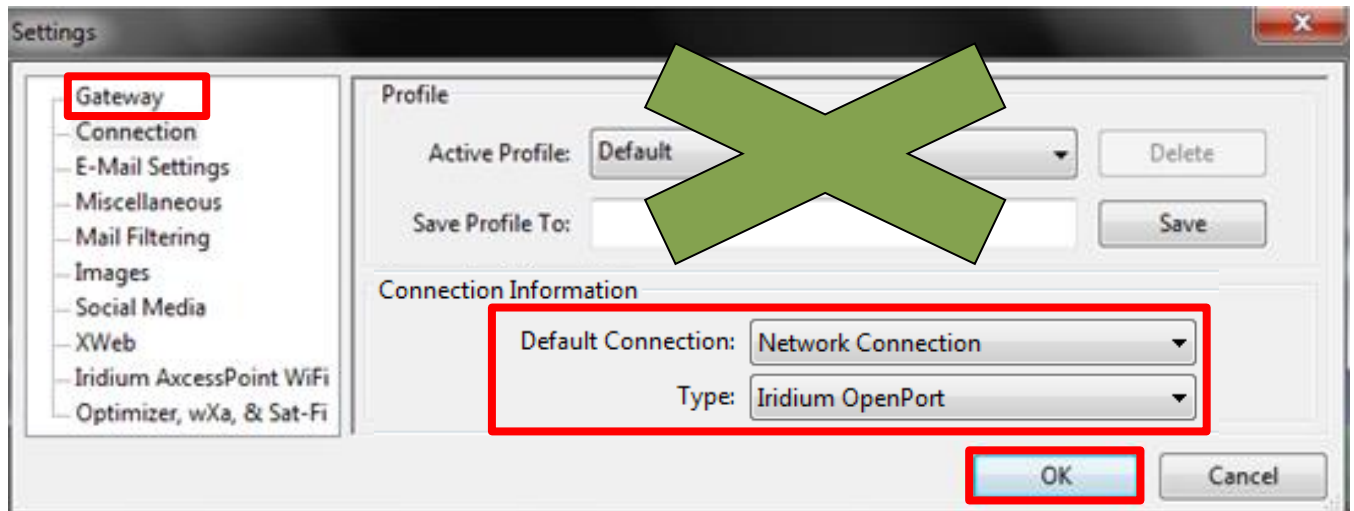 Settings
Gateway
Connection
E-Mail Settings
Miscellaneous
Mail Filtering
Images
Social Media
XWeb
Iridium AxcessPoint WiFi
Optimizer, wXa, & Sat-Fi
Profile
Active Profile: Default Delete
Save Profile To: Save
Connection Information
Default Connection: Network Connection
Type: Iridium OpenPort
OK Cancel